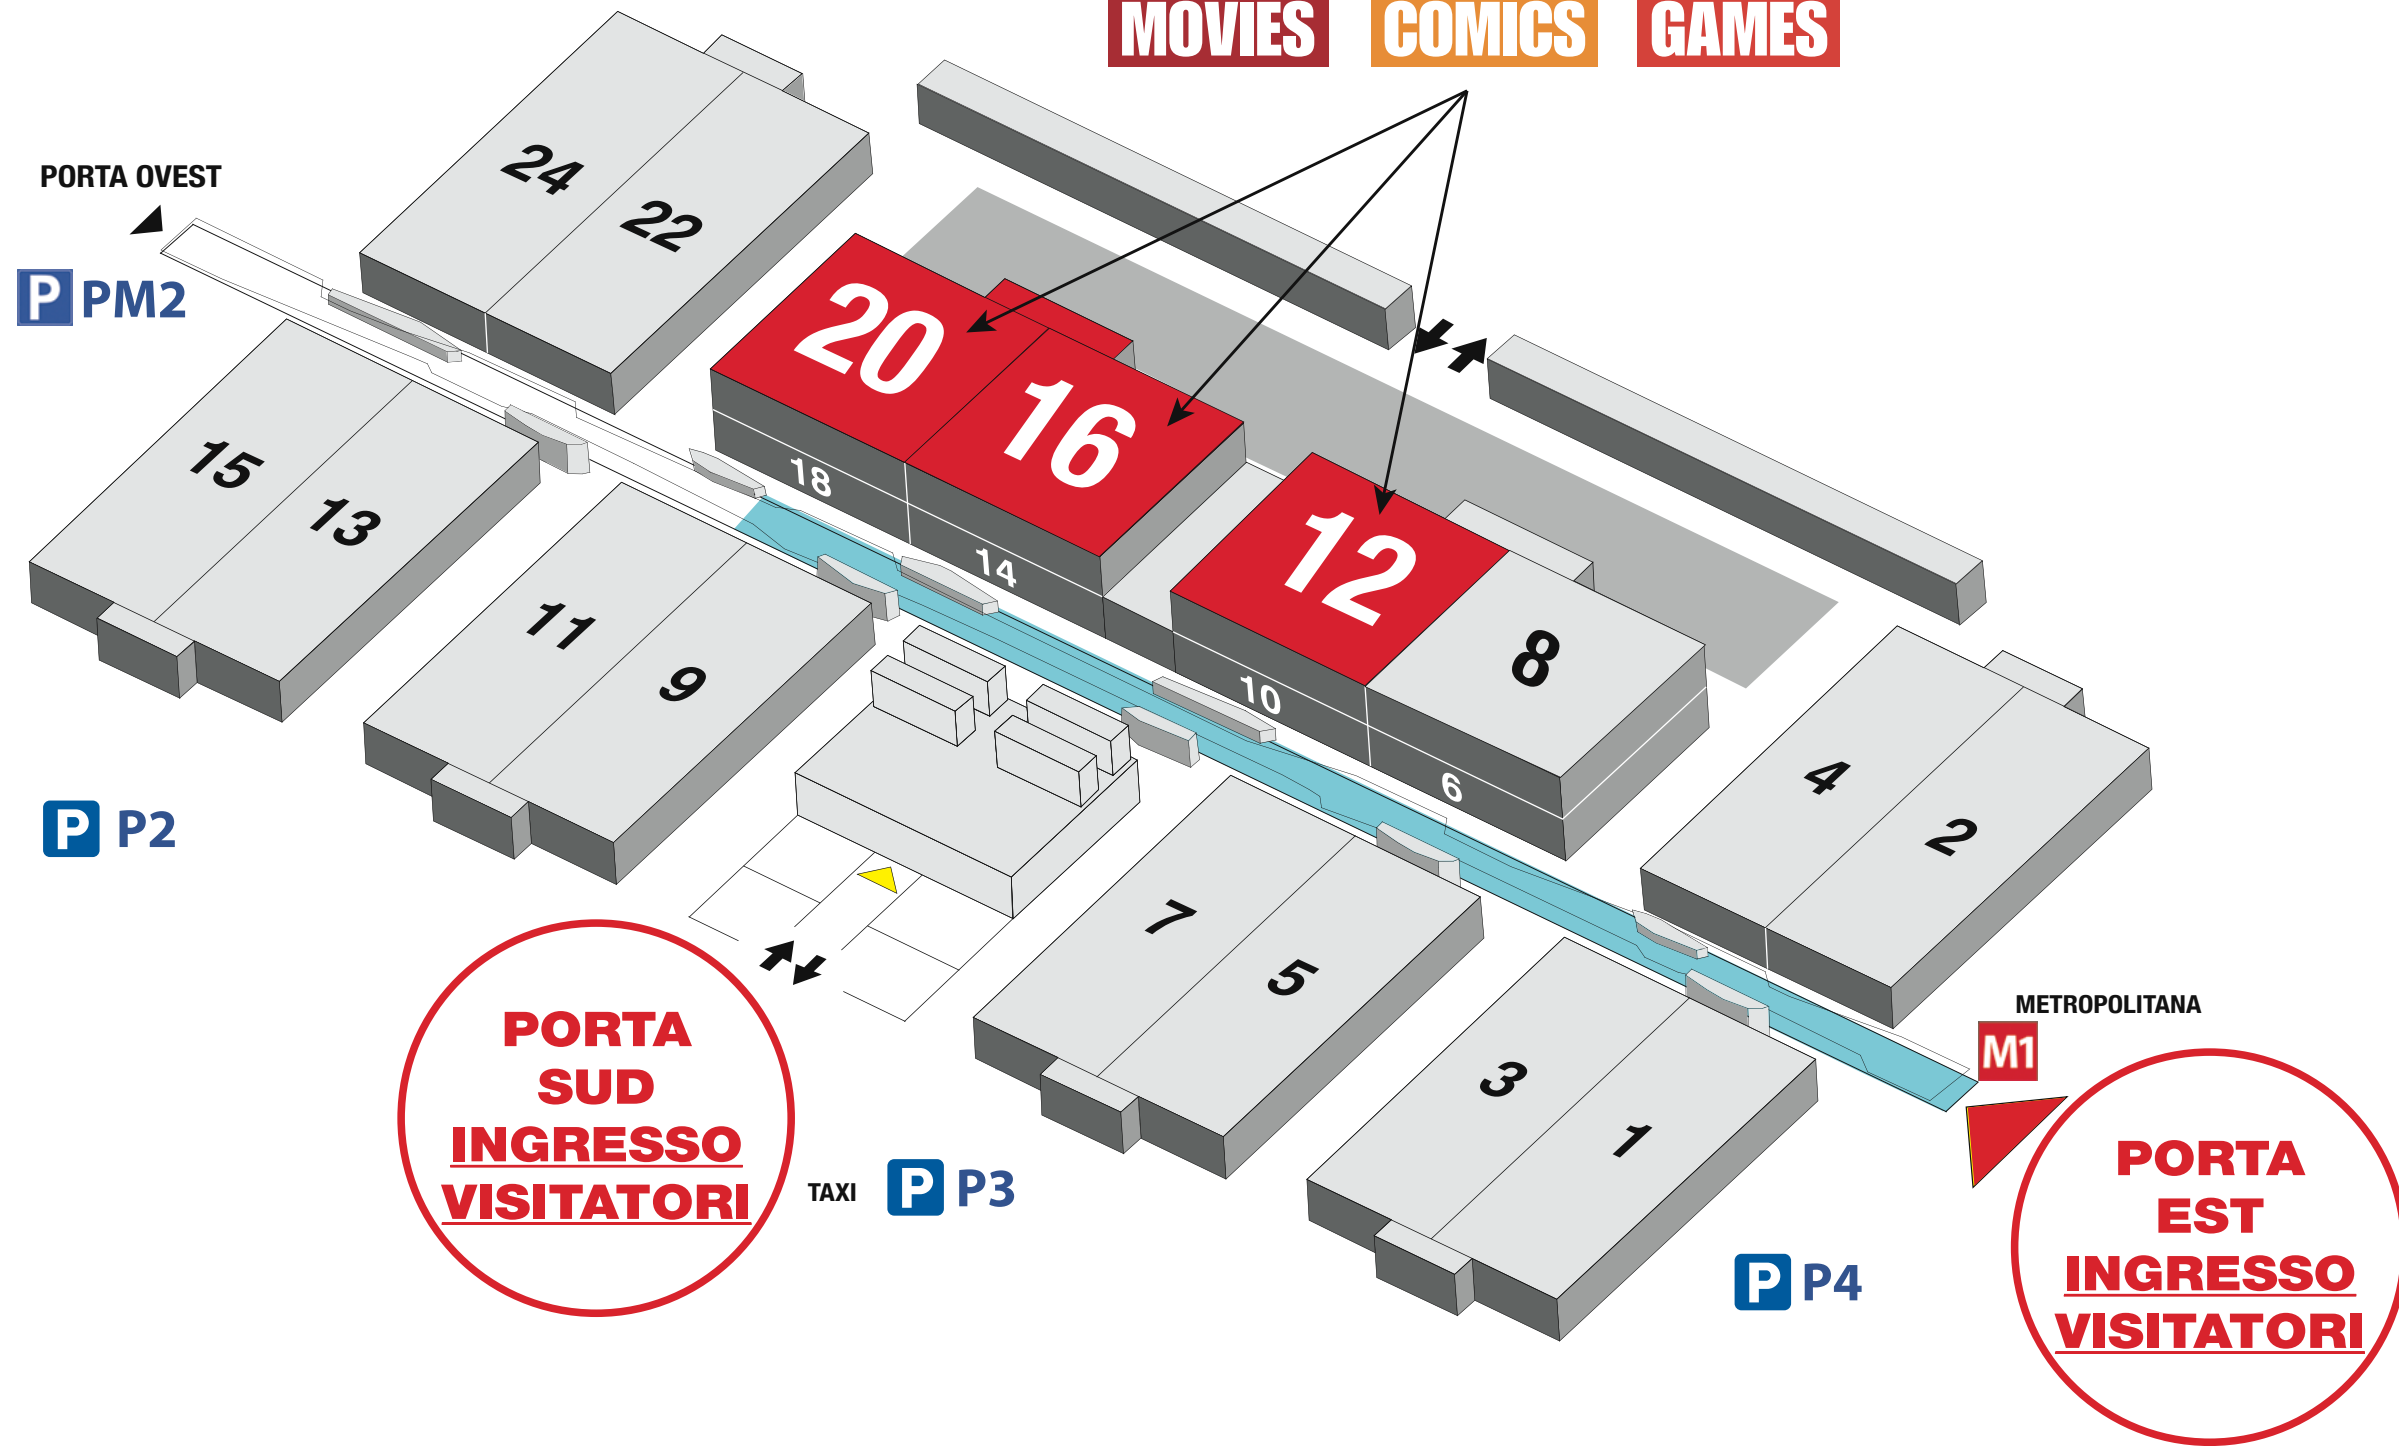 MOVIES COMICS GAMES
24
22
PORTA OVEST
P PM2
20
16
18
14
12
8
10
6
15
13
11
9
4
2
P P2
7
5
3
1
METROPOLITANA
M1
PORTA
SUD
INGRESSO
VISITATORI
TAXI P P3
P P4
PORTA
EST
INGRESSO
VISITATORI